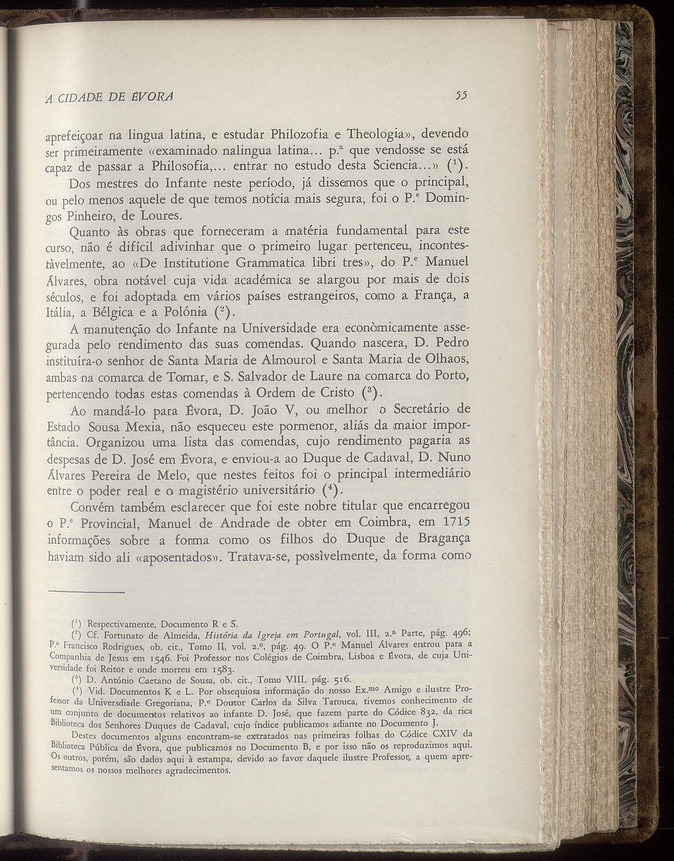 A CIDADE DE ÉVORA 55
aprefeiçoar na lingua latina, e estudar Philozofia e Theologia», devendo
ser primeiramente «examinado nalingua latina... p.ª que vendosse se está
capaz de passar a Philosofia,... entrar no estudo desta Sciencia...» (¹).
Dos mestres do Infante neste período, já dissemos que o principal,
ou pelo menos aquele de que temos notícia mais segura, foi o P.ᵉ Domin-
gos Pinheiro, de Loures.
Quanto às obras que forneceram a matéria fundamental para este
curso, não é difícil adivinhar que o primeiro lugar pertenceu, incontes-
tàvelmente, ao «De Institutione Grammatica libri tres», do P.ᵉ Manuel
Álvares, obra notável cuja vida académica se alargou por mais de dois
séculos, e foi adoptada em vários países estrangeiros, como a França, a
Itália, a Bélgica e a Polónia (²).
A manutenção do Infante na Universidade era econòmicamente asse-
gurada pelo rendimento das suas comendas. Quando nascera, D. Pedro
instituíra-o senhor de Santa Maria de Almourol e Santa Maria de Olhaos,
ambas na comarca de Tomar, e S. Salvador de Laure na comarca do Porto,
pertencendo todas estas comendas à Ordem de Cristo (³).
Ao mandá-lo para Évora, D. João V, ou melhor o Secretário de
Estado Sousa Mexia, não esqueceu este pormenor, aliás da maior impor-
tância. Organizou uma lista das comendas, cujo rendimento pagaria as
despesas de D. José em Évora, e enviou-a ao Duque de Cadaval, D. Nuno
Álvares Pereira de Melo, que nestes feitos foi o principal intermediário
entre o poder real e o magistério universitário (⁴).
Convém também esclarecer que foi este nobre titular que encarregou
o P.ᵉ Provincial, Manuel de Andrade de obter em Coimbra, em 1715
informações sobre a forma como os filhos do Duque de Bragança
haviam sido ali «aposentados». Tratava-se, possìvelmente, da forma como
(¹) Respectivamente, Documento R e S.
(²) Cf. Fortunato de Almeida, História da Igreja em Portugal, vol. III, 2.ª Parte, pág. 496;
P.ᵉ Francisco Rodrigues, ob. cit., Tomo II, vol. 2.º, pág. 49. O P.ᵉ Manuel Álvares entrou para a
Companhia de Jesus em 1546. Foi Professor nos Colégios de Coimbra, Lisboa e Évora, de cuja Uni-
versidade foi Reitor e onde morreu em 1583.
(³) D. António Caetano de Sousa, ob. cit., Tomo VIII, pág. 516.
(⁴) Vid. Documentos K e L. Por obsequiosa informação do nosso Ex.ᵐᵒ Amigo e ilustre Pro-
fessor da Universdiade Gregoriana, P.ᵉ Doutor Carlos da Silva Tarouca, tivemos conhecimento de
um conjunto de documentos relativos ao infante D. José, que fazem parte do Códice 832, da rica
Biblioteca dos Senhores Duques de Cadaval, cujo índice publicamos adiante no Documento J.
Destes documentos alguns encontram-se extratados nas primeiras folhas do Códice CXIV da
Biblioteca Pública de Évora, que publicamos no Documento B, e por isso não os reproduzimos aqui.
Os outros, porém, são dados aqui à estampa, devido ao favor daquele ilustre Professor, a quem apre-
sentamos os nossos melhores agradecimentos.